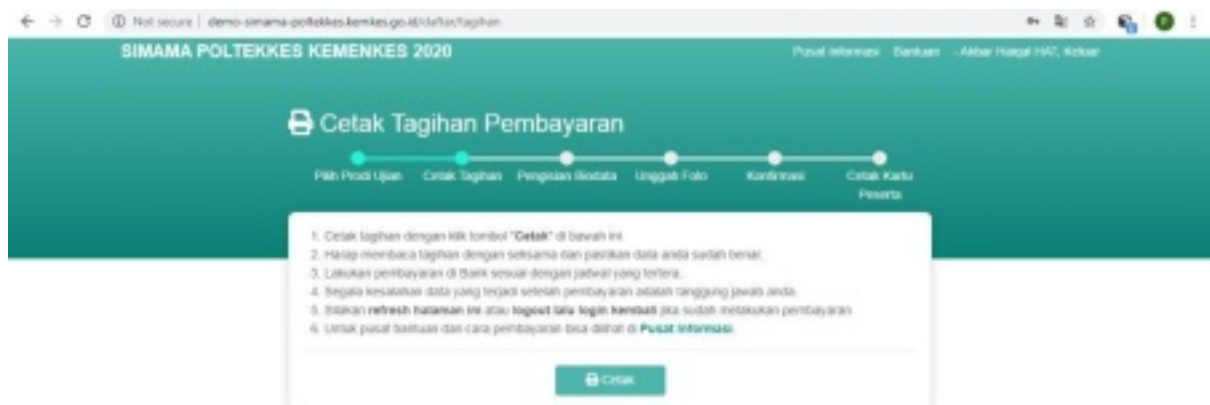 Not secure | demo-simama-poltekkes.kemkes.go.id/daftar/tagihan
SIMAMA POLTEKKES KEMENKES 2020
Pusat Informasi Bantuan - Akbar HAT, Keluar
Cetak Tagihan Pembayaran
Pilih Prodi Ujian Cetak Tagihan Pengisian Biodata Unggah Foto Konfirmasi Cetak Kartu
Peserta
1. Cetak tagihan dengan klik tombol "Cetak" di bawah ini.
2. Harap membaca tagihan dengan seksama dan pastikan data anda sudah benar.
3. Lakukan pembayaran di Bank sesuai dengan jadwal yang tertera.
4. Segala kesalahan data yang terjadi setelah pembayaran adalah tanggung jawab anda.
5. Silakan refresh halaman ini atau logout lalu login kembali jika sudah melakukan pembayaran
6. Untuk pusat bantuan dan cara pembayaran bisa dilihat di Pusat Informasi.
Cetak